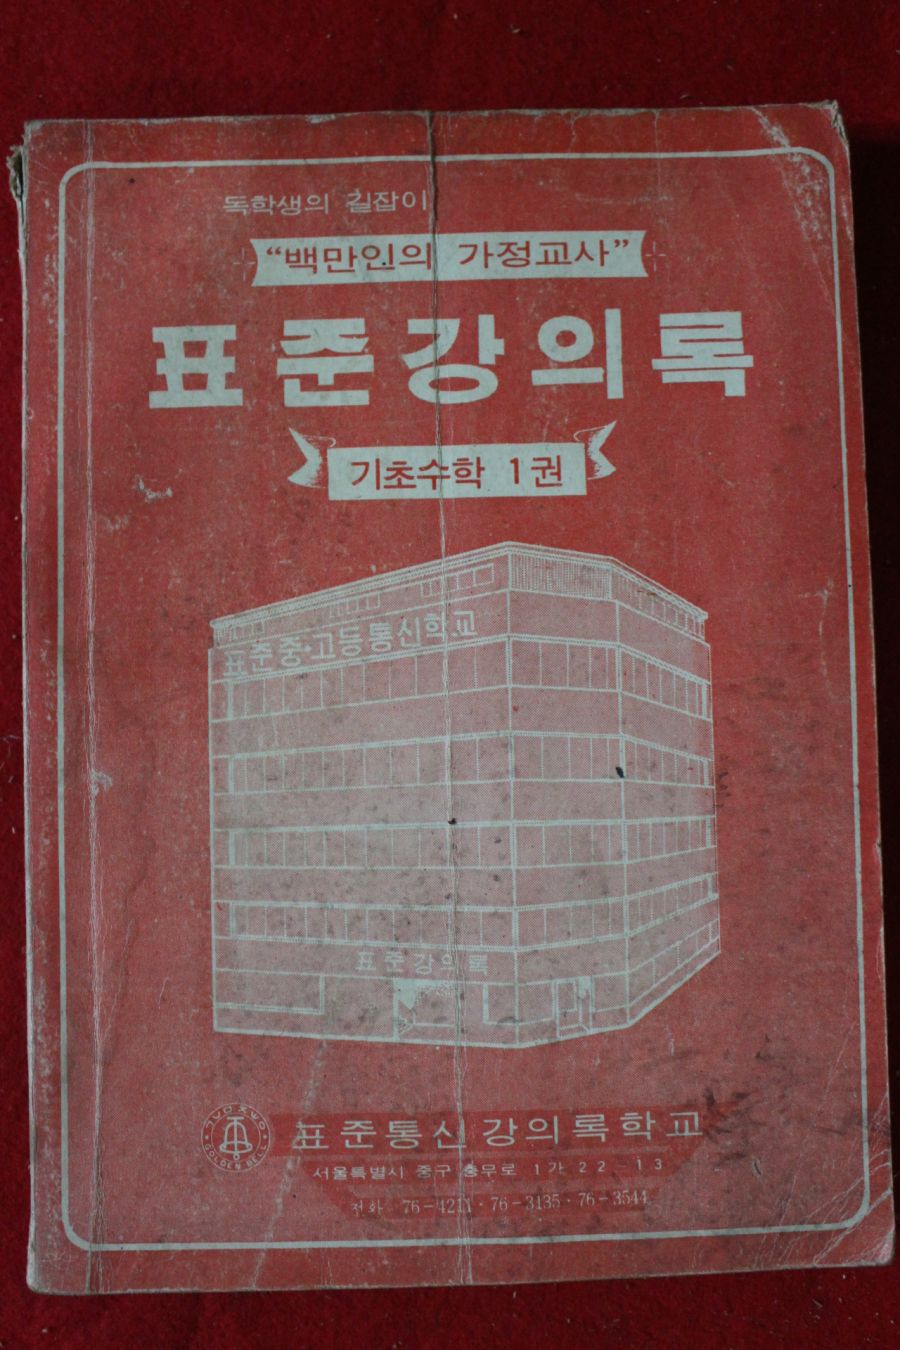 독학생의 길잡이
“백만인의 가정교사”
표준강의록
기초수학 1권
표준중·고등통신학교
표준강의록
GOLDEN BELL
표준통신강의록학교
서울특별시 중구 충무로 1가 22-13
전화 76-4211·76-3135·76-3544